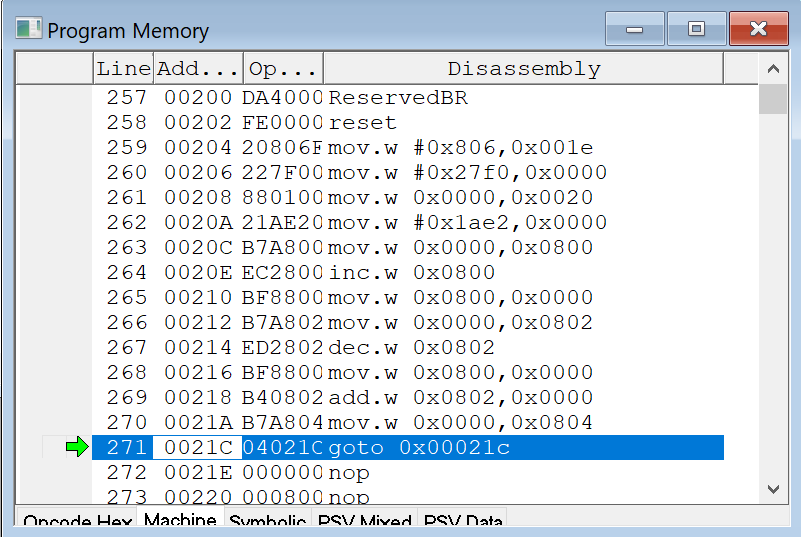 Program Memory
Line Add... Op... Disassembly
257 00200 DA4000 ReservedBR
258 00202 FE0000 reset
259 00204 20806E mov.w #0x806,0x001e
260 00206 227F00 mov.w #0x27f0,0x0000
261 00208 880100 mov.w 0x0000,0x0020
262 0020A 21AE20 mov.w #0x1ae2,0x0000
263 0020C B7A800 mov.w 0x0000,0x0800
264 0020E EC2800 inc.w 0x0800
265 00210 BF8800 mov.w 0x0800,0x0000
266 00212 B7A802 mov.w 0x0000,0x0802
267 00214 ED2802 dec.w 0x0802
268 00216 BF8800 mov.w 0x0800,0x0000
269 00218 B40802 add.w 0x0802,0x0000
270 0021A B7A804 mov.w 0x0000,0x0804
271 0021C 04021C goto 0x00021c
272 0021E 000000 nop
273 00220 000800 nop
Opcode Hex Machine Symbolic PSV Mixed PSV Data